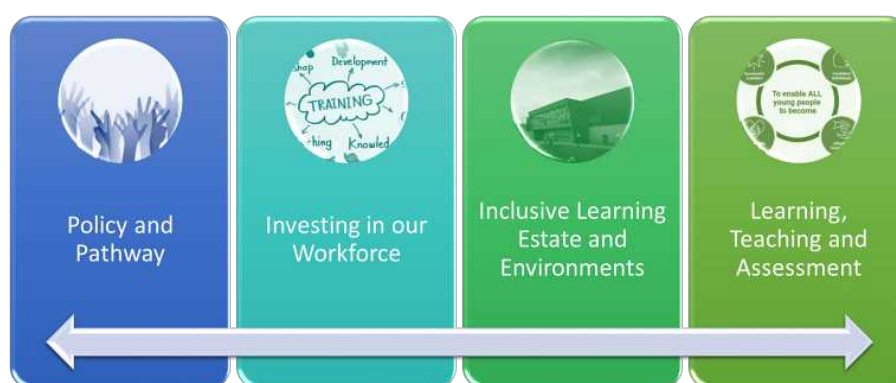 Policy and
Pathway
Development
TRAINING
Knowled
Investing in our
Workforce
Inclusive Learning
Estate and
Environments
To enable ALL
young people
to become
Learning,
Teaching and
Assessment